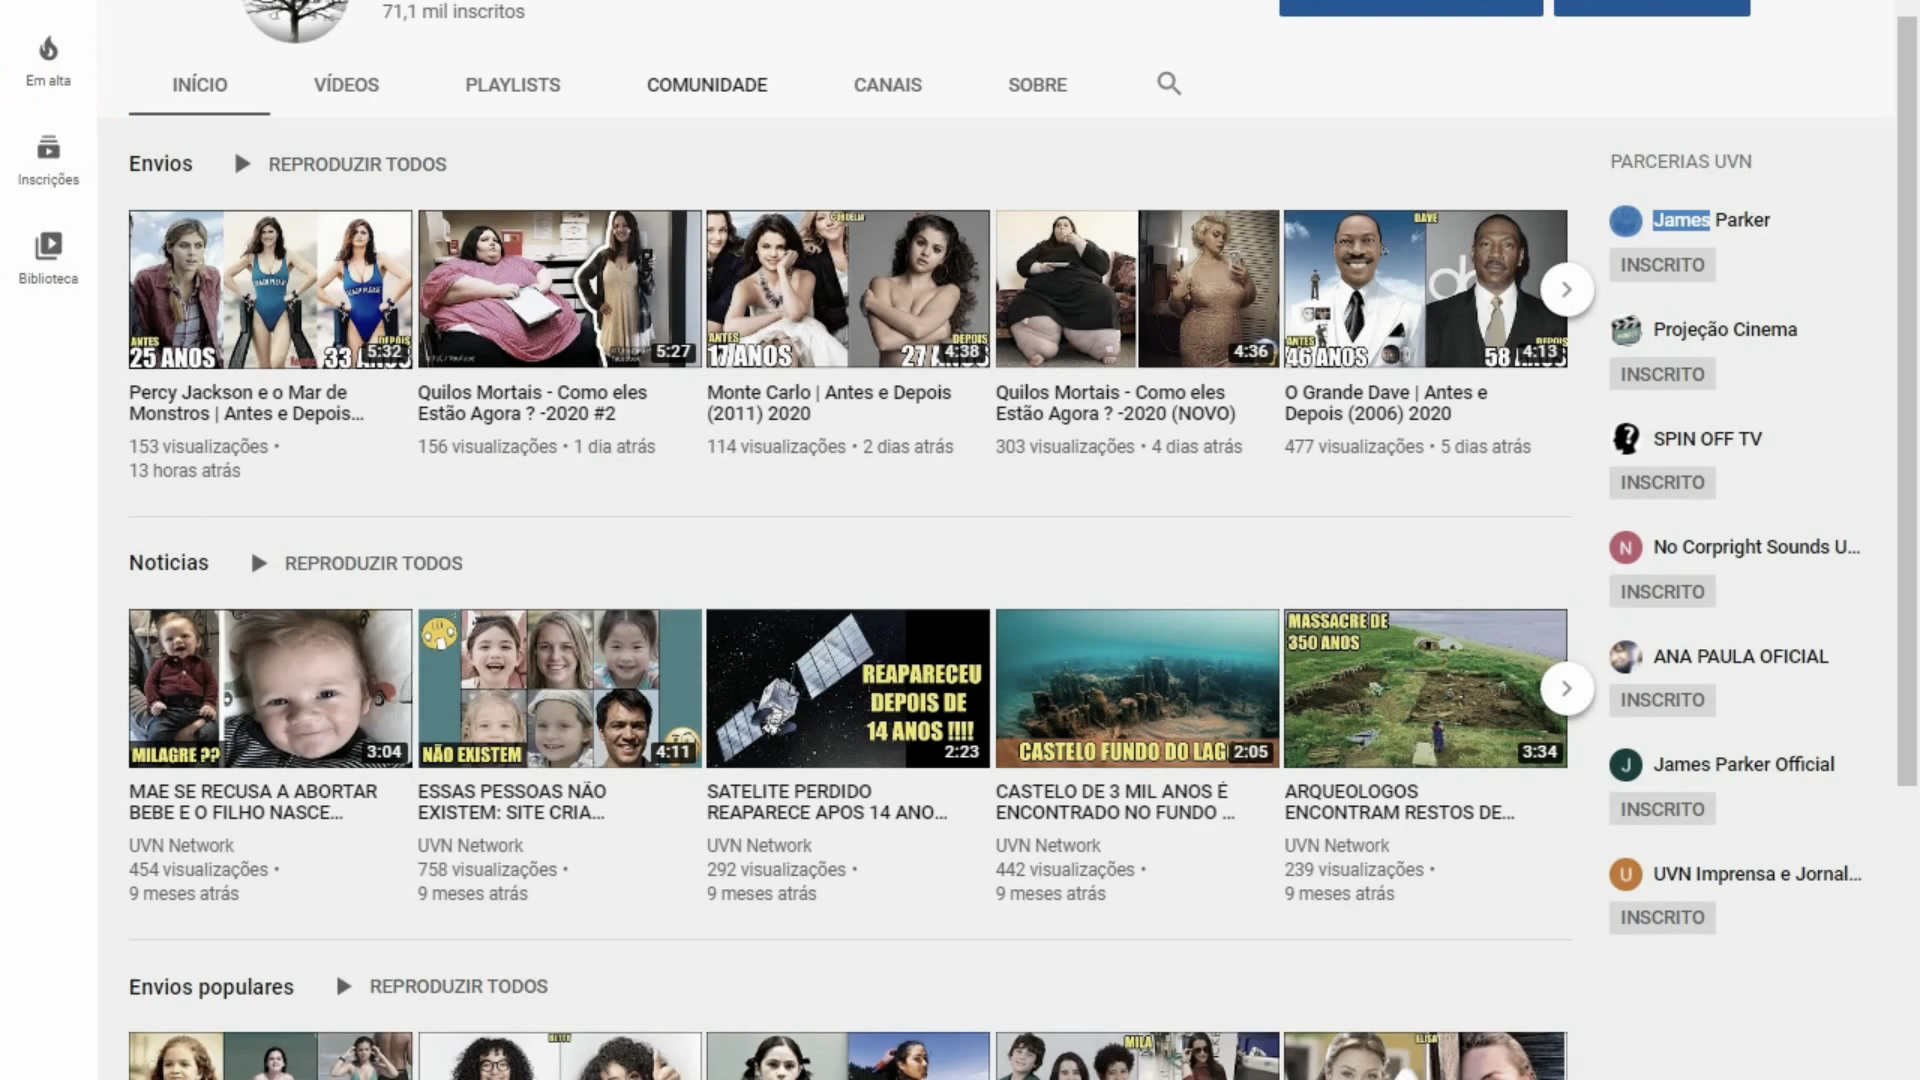 71,1 mil inscritos
Em alta
Inscrições
Biblioteca
INÍCIO VÍDEOS PLAYLISTS COMUNIDADE CANAIS SOBRE
Envios REPRODUZIR TODOS
ANTES
25 ANOS
33
DEPOIS
5:32
Percy Jackson e o Mar de
Monstros | Antes e Depois...
153 visualizações •
13 horas atrás
5:27
Quilos Mortais - Como eles
Estão Agora ? -2020 #2
156 visualizações • 1 dia atrás
CORDELIA
ANTES
17 ANOS
DEPOIS
27
4:38
Monte Carlo | Antes e Depois
(2011) 2020
114 visualizações • 2 dias atrás
4:36
Quilos Mortais - Como eles
Estão Agora ? -2020 (NOVO)
303 visualizações • 4 dias atrás
DAVE
ANTES
46 ANOS
DEPOIS
58
4:13
O Grande Dave | Antes e
Depois (2006) 2020
477 visualizações • 5 dias atrás
Noticias REPRODUZIR TODOS
MILAGRE ??
3:04
MAE SE RECUSA A ABORTAR
BEBE E O FILHO NASCE...
UVN Network
454 visualizações •
9 meses atrás
NÃO EXISTEM
4:11
ESSAS PESSOAS NÃO
EXISTEM: SITE CRIA...
UVN Network
758 visualizações •
9 meses atrás
REAPARECEU
DEPOIS DE
14 ANOS !!!!
2:23
SATELITE PERDIDO
REAPARECE APOS 14 ANO...
UVN Network
292 visualizações •
9 meses atrás
CASTELO FUNDO DO LAG
2:05
CASTELO DE 3 MIL ANOS É
ENCONTRADO NO FUNDO ...
UVN Network
442 visualizações •
9 meses atrás
MASSACRE DE
350 ANOS
3:34
ARQUEOLOGOS
ENCONTRAM RESTOS DE...
UVN Network
239 visualizações •
9 meses atrás
Envios populares REPRODUZIR TODOS
BETTY
MILA
ELISA
PARCERIAS UVN
James Parker
INSCRITO
Projeção Cinema
INSCRITO
SPIN OFF TV
INSCRITO
N No Corpright Sounds U...
INSCRITO
ANA PAULA OFICIAL
INSCRITO
J James Parker Official
INSCRITO
U UVN Imprensa e Jornal...
INSCRITO